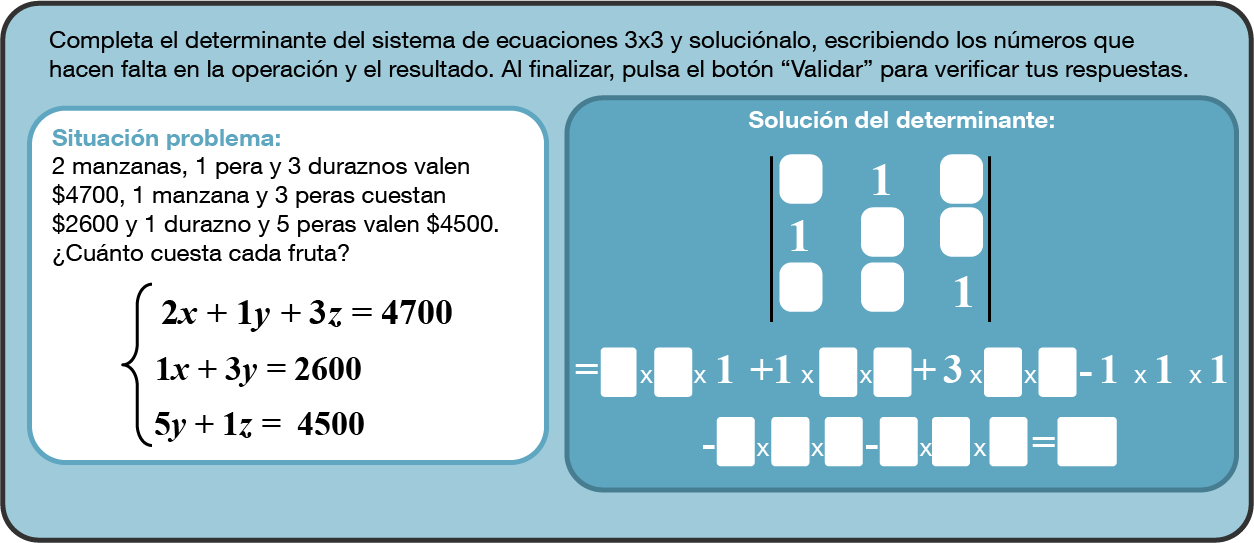 Completa el determinante del sistema de ecuaciones 3x3 y soluciónalo, escribiendo los números que
hacen falta en la operación y el resultado. Al finalizar, pulsa el botón “Validar” para verificar tus respuestas.
Situación problema:
2 manzanas, 1 pera y 3 duraznos valen
$4700, 1 manzana y 3 peras cuestan
$2600 y 1 durazno y 5 peras valen $4500.
¿Cuánto cuesta cada fruta?
2x + 1y + 3z = 4700
1x + 3y = 2600
5y + 1z = 4500
Solución del determinante:
1
1
1
= x x 1 +1 x x + 3 x x - 1 x 1 x 1
- x x - x x =